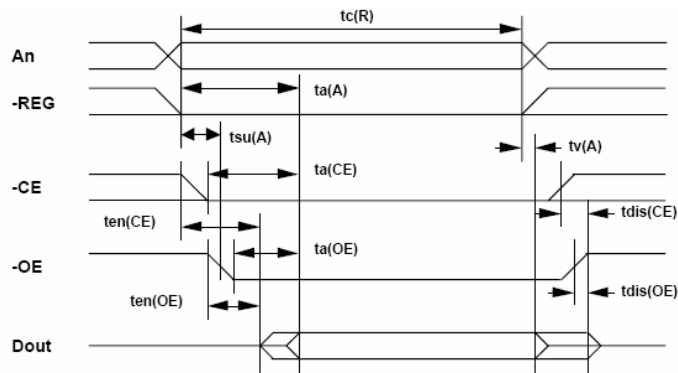 tc(R)
An
ta(A)
-REG
tsu(A)
tv(A)
ta(CE)
-CE
ten(CE)
tdis(CE)
ta(OE)
-OE
ten(OE)
tdis(OE)
Dout